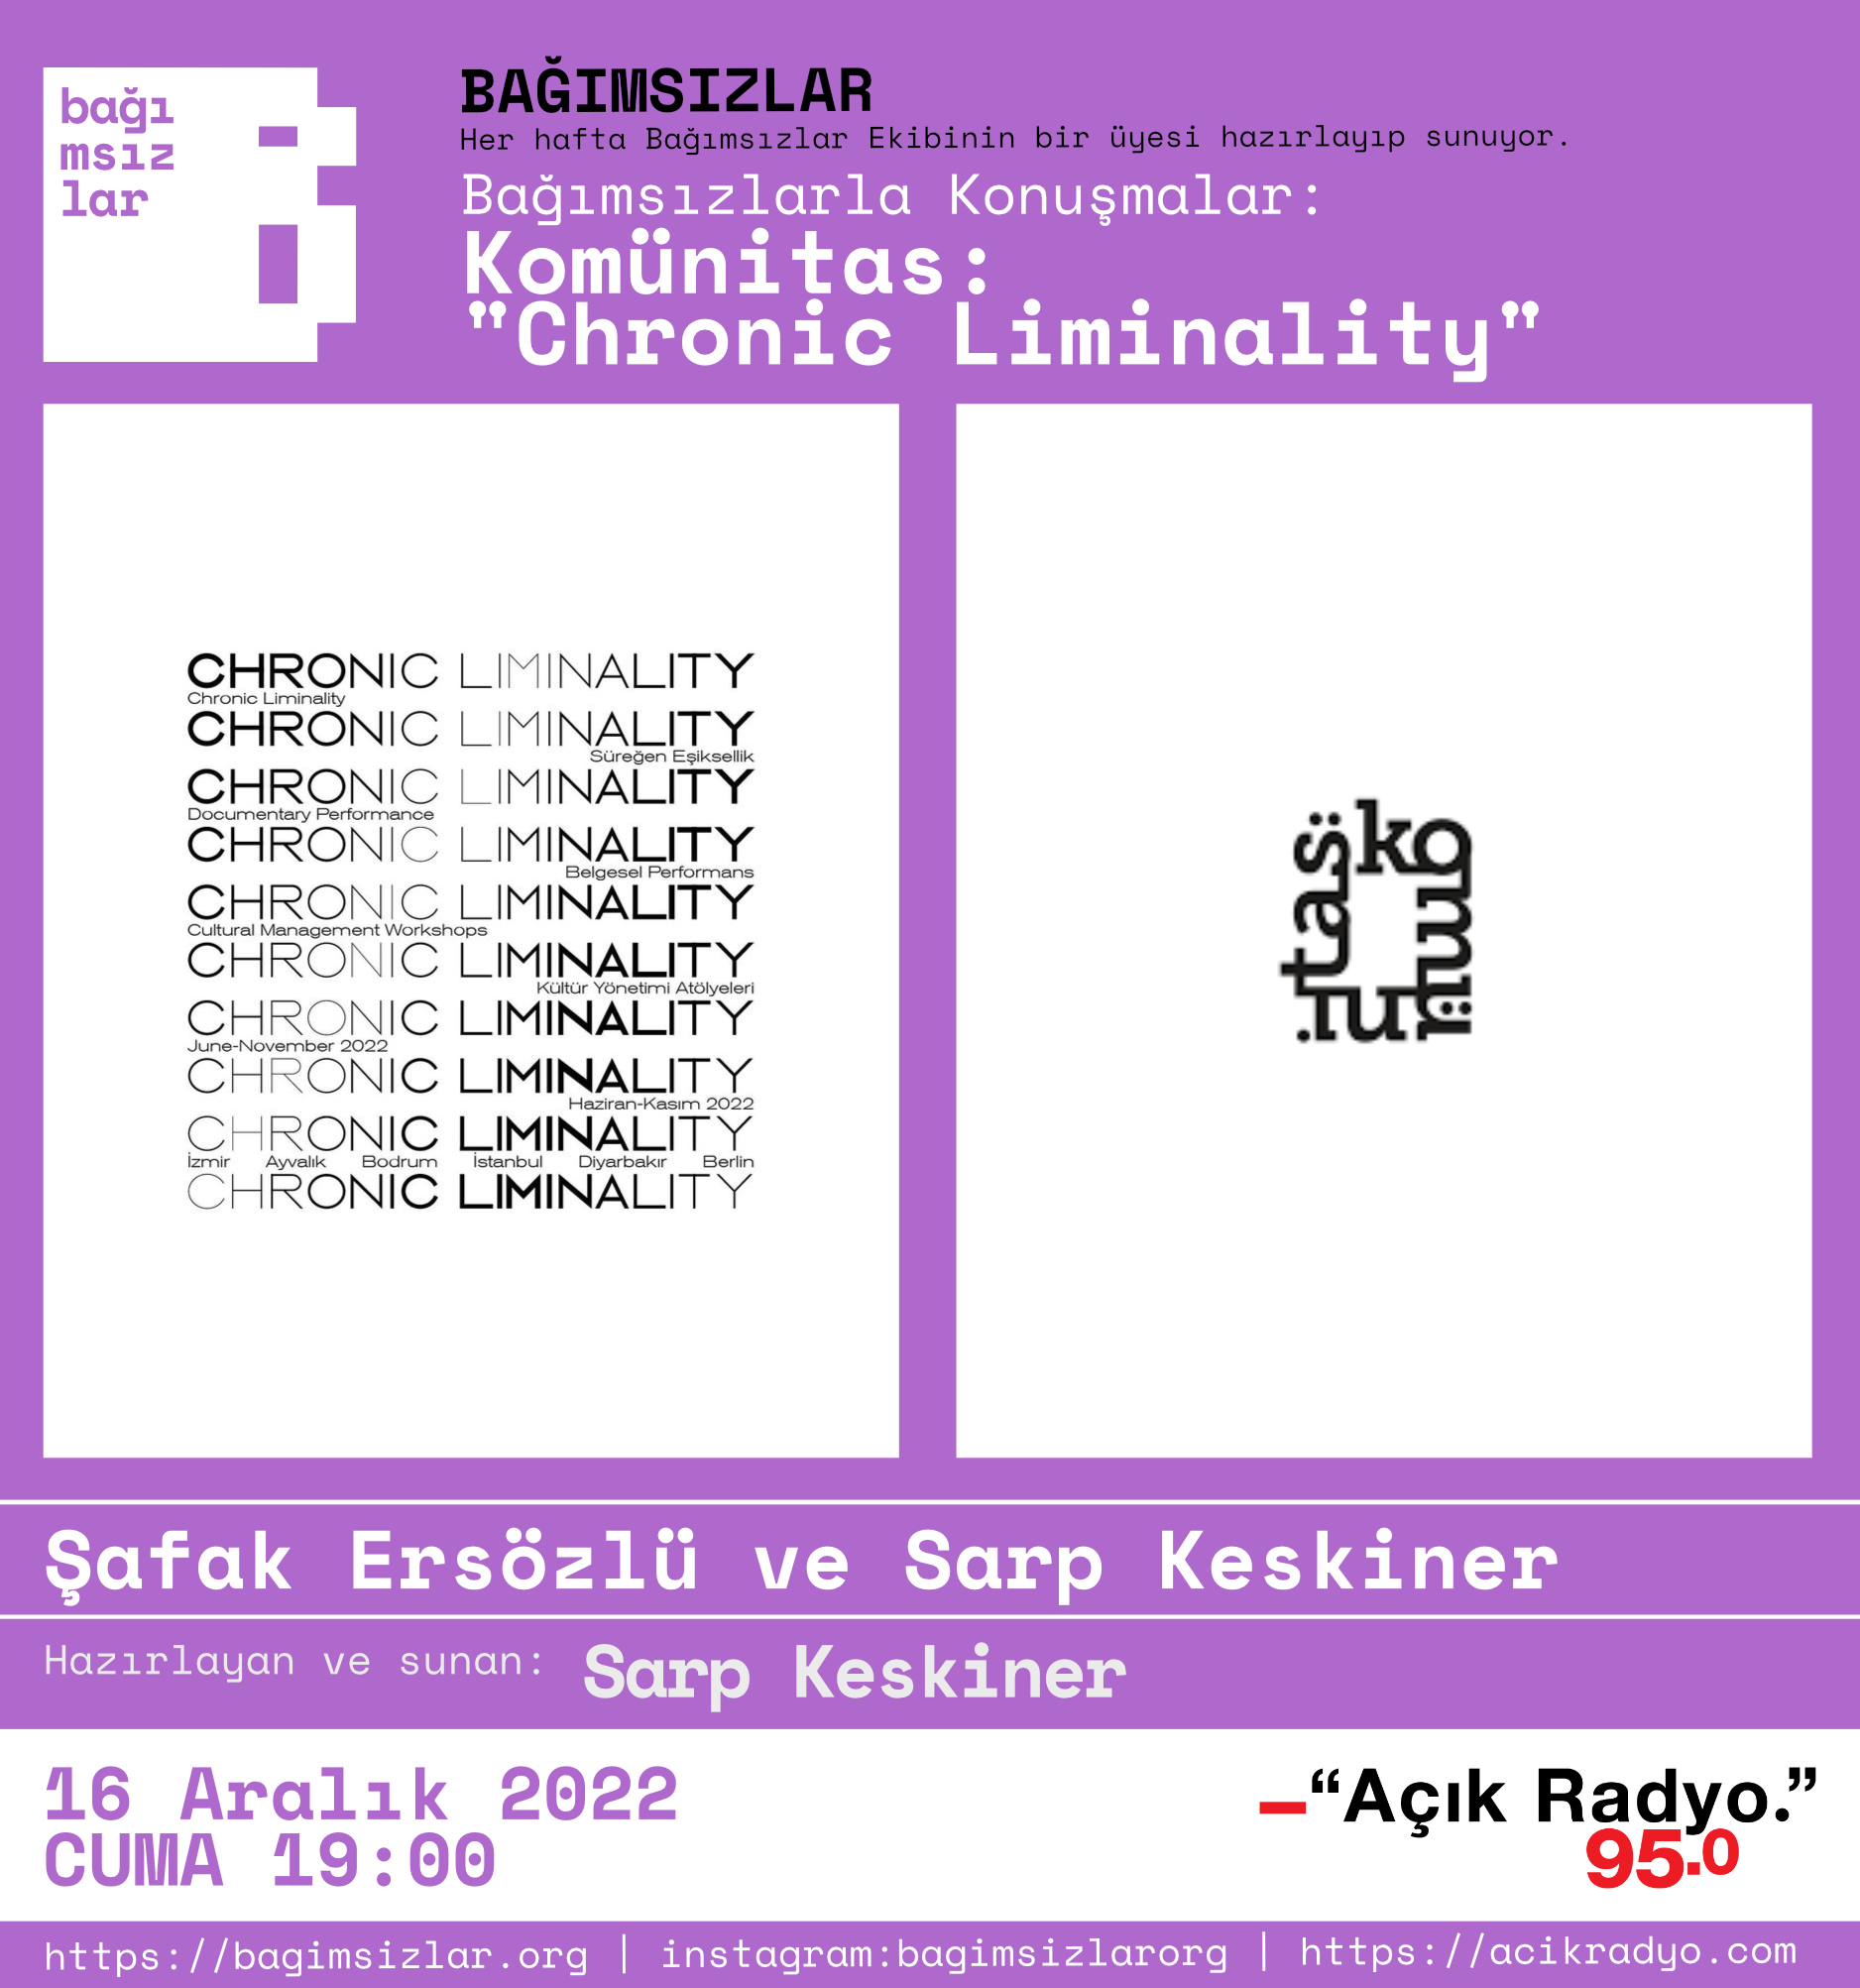 bağı
msız
lar
BAĞIMSIZLAR
Her hafta Bağımsızlar Ekibinin bir üyesi hazırlayıp sunuyor.
Bağımsızlarla Konuşmalar:
Komünitas:
"Chronic Liminality"
CHRONIC LIMINALITY
Chronic Liminality
CHRONIC LIMINALITY
Süreğen Eşiksellik
CHRONIC LIMINALITY
Documentary Performance
CHRONIC LIMINALITY
Belgesel Performans
CHRONIC LIMINALITY
Cultural Management Workshops
CHRONIC LIMINALITY
Kültür Yönetimi Atölyeleri
CHRONIC LIMINALITY
June-November 2022
CHRONIC LIMINALITY
Haziran-Kasım 2022
CHRONIC LIMINALITY
İzmir Ayvalık Bodrum İstanbul Diyarbakır Berlin
CHRONIC LIMINALITY
komünitas:
Şafak Ersözlü ve Sarp Keskiner
Hazırlayan ve sunan: Sarp Keskiner
16 Aralık 2022
CUMA 19:00
–“Açık Radyo.”
95.0
https://bagimsizlar.org | instagram:bagimsizlarorg | https://acikradyo.com